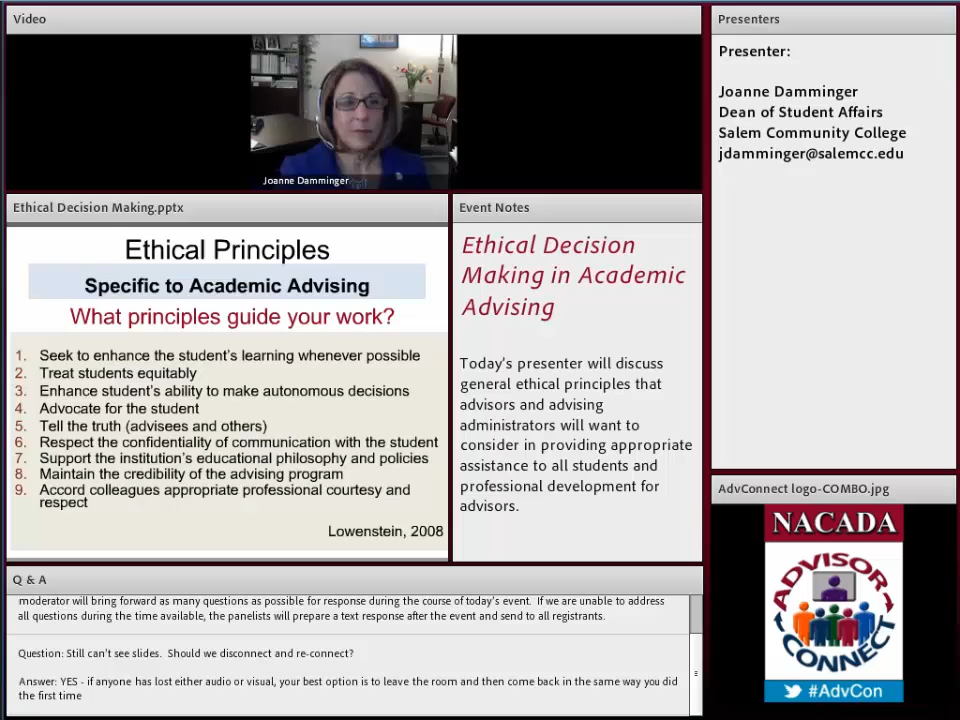 Video
Joanne Damminger
Presenters
Presenter:
Joanne Damminger
Dean of Student Affairs
Salem Community College
jdamminger@salemcc.edu
Ethical Decision Making.pptx
Ethical Principles
Specific to Academic Advising
What principles guide your work?
1. Seek to enhance the student's learning whenever possible
2. Treat students equitably
3. Enhance student's ability to make autonomous decisions
4. Advocate for the student
5. Tell the truth (advisees and others)
6. Respect the confidentiality of communication with the student
7. Support the institution's educational philosophy and policies
8. Maintain the credibility of the advising program
9. Accord colleagues appropriate professional courtesy and
respect
Lowenstein, 2008
Event Notes
Ethical Decision
Making in Academic
Advising
Today's presenter will discuss
general ethical principles that
advisors and advising
administrators will want to
consider in providing appropriate
assistance to all students and
professional development for
advisors.
AdvConnect logo-COMBO.jpg
NACADA
ADVISOR
CONNECT
#AdvCon
Q & A
moderator will bring forward as many questions as possible for response during the course of today's event. If we are unable to address
all questions during the time available, the panelists will prepare a text response after the event and send to all registrants.
Question: Still can't see slides. Should we disconnect and re-connect?
Answer: YES - if anyone has lost either audio or visual, your best option is to leave the room and then come back in the same way you did
the first time